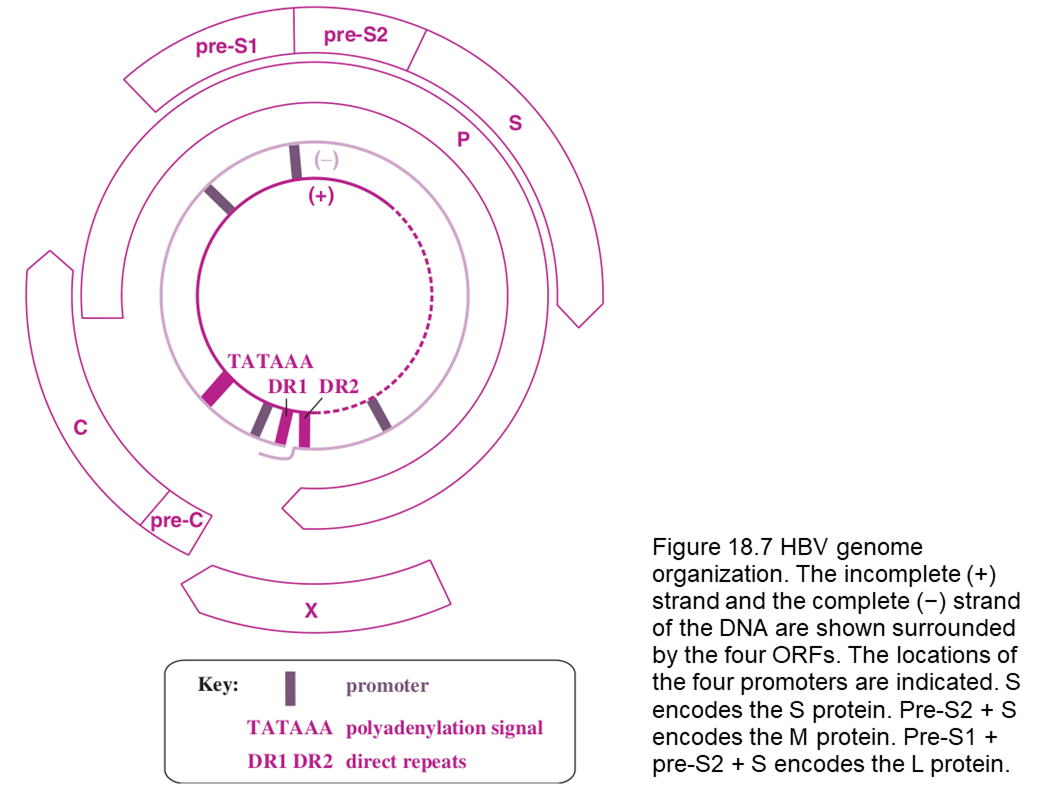 pre-S1
pre-S2
S
P
(−)
(+)
TATAAA
DR1 DR2
C
pre-C
X
Key:
promoter
TATAAA polyadenylation signal
DR1 DR2 direct repeats
Figure 18.7 HBV genome
organization. The incomplete (+)
strand and the complete (−) strand
of the DNA are shown surrounded
by the four ORFs. The locations of
the four promoters are indicated. S
encodes the S protein. Pre-S2 + S
encodes the M protein. Pre-S1 +
pre-S2 + S encodes the L protein.